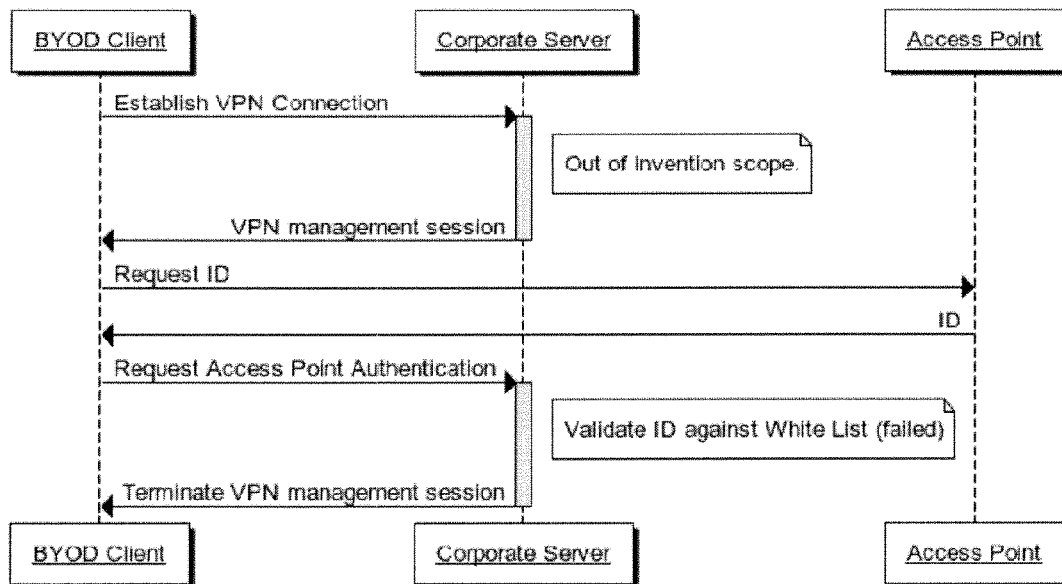 BYOD Client
Corporate Server
Access Point
Establish VPN Connection
Out of Invention scope.
VPN management session
Request ID
ID
Request Access Point Authentication
Validate ID against White List (failed)
Terminate VPN management session
BYOD Client
Corporate Server
Access Point